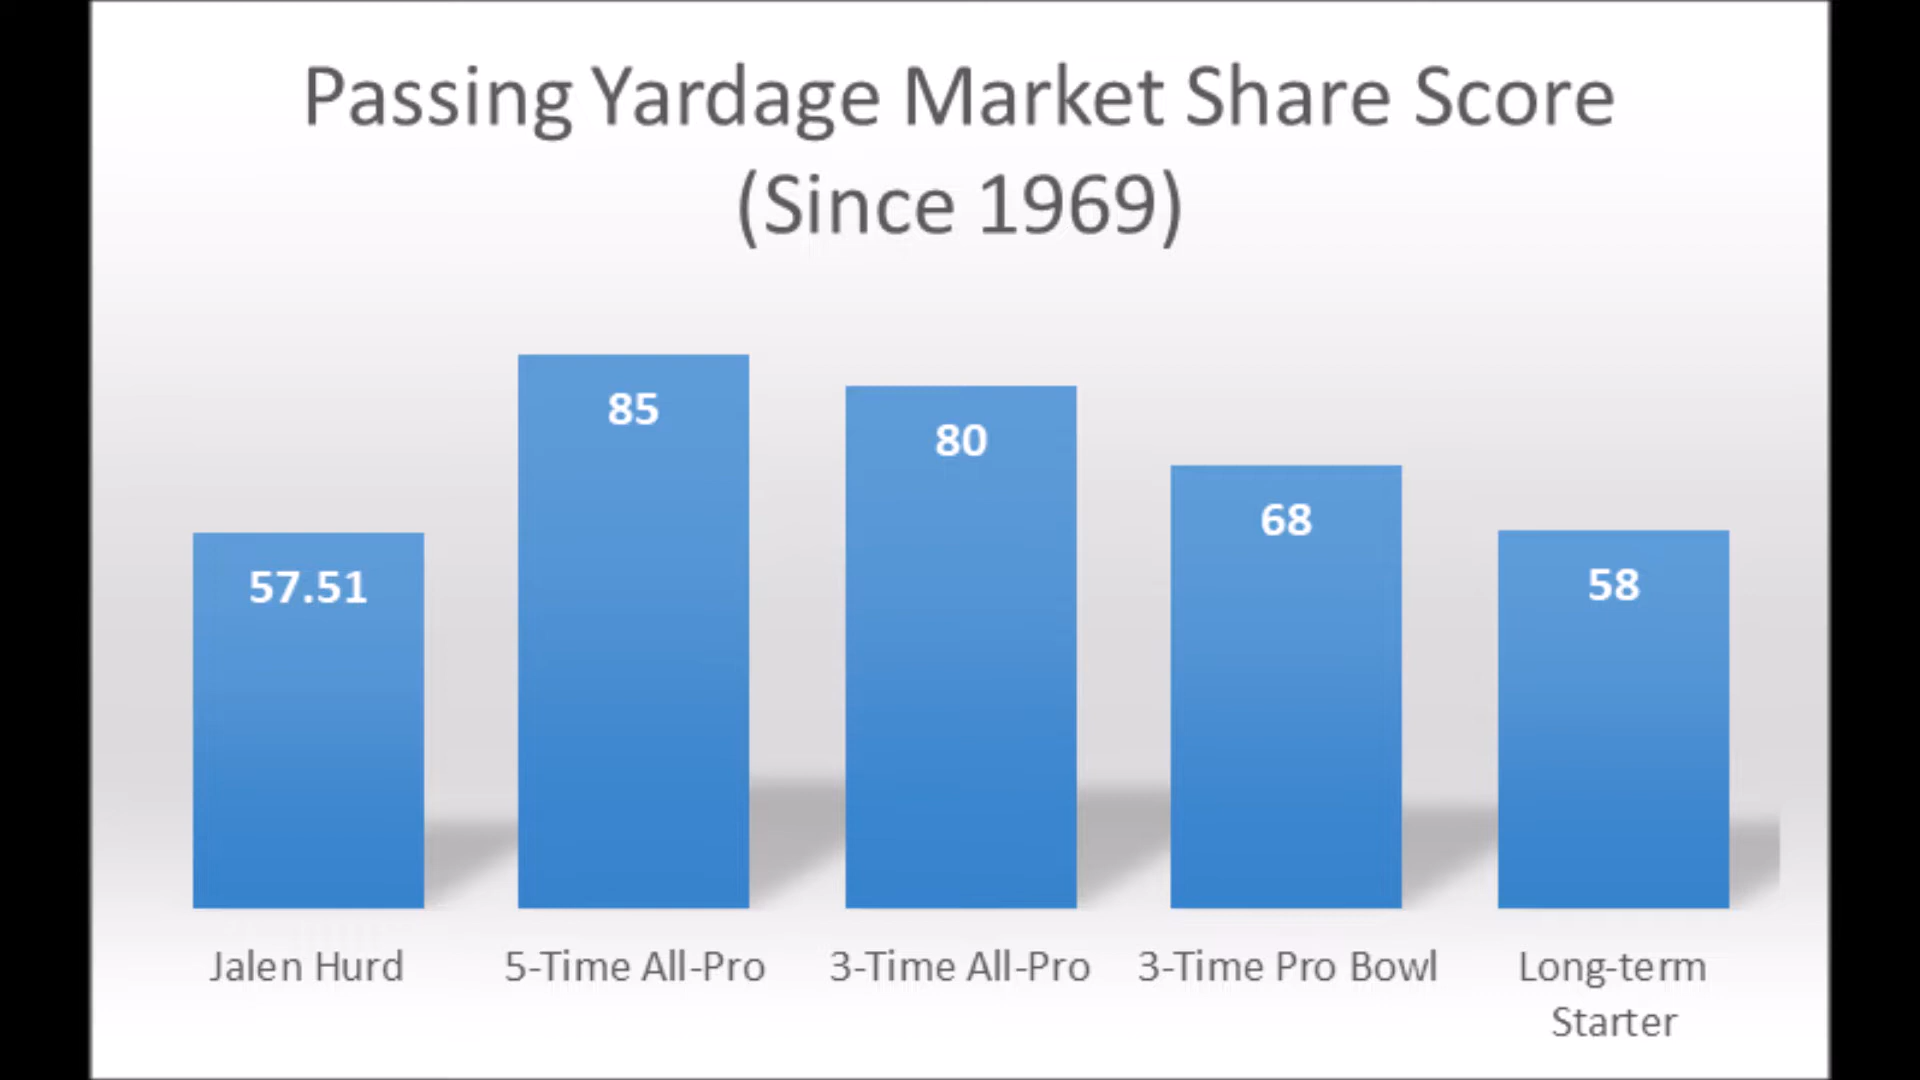 Passing Yardage Market Share Score
(Since 1969)
57.51
85
80
68
58
Jalen Hurd
5-Time All-Pro
3-Time All-Pro
3-Time Pro Bowl
Long-term
Starter